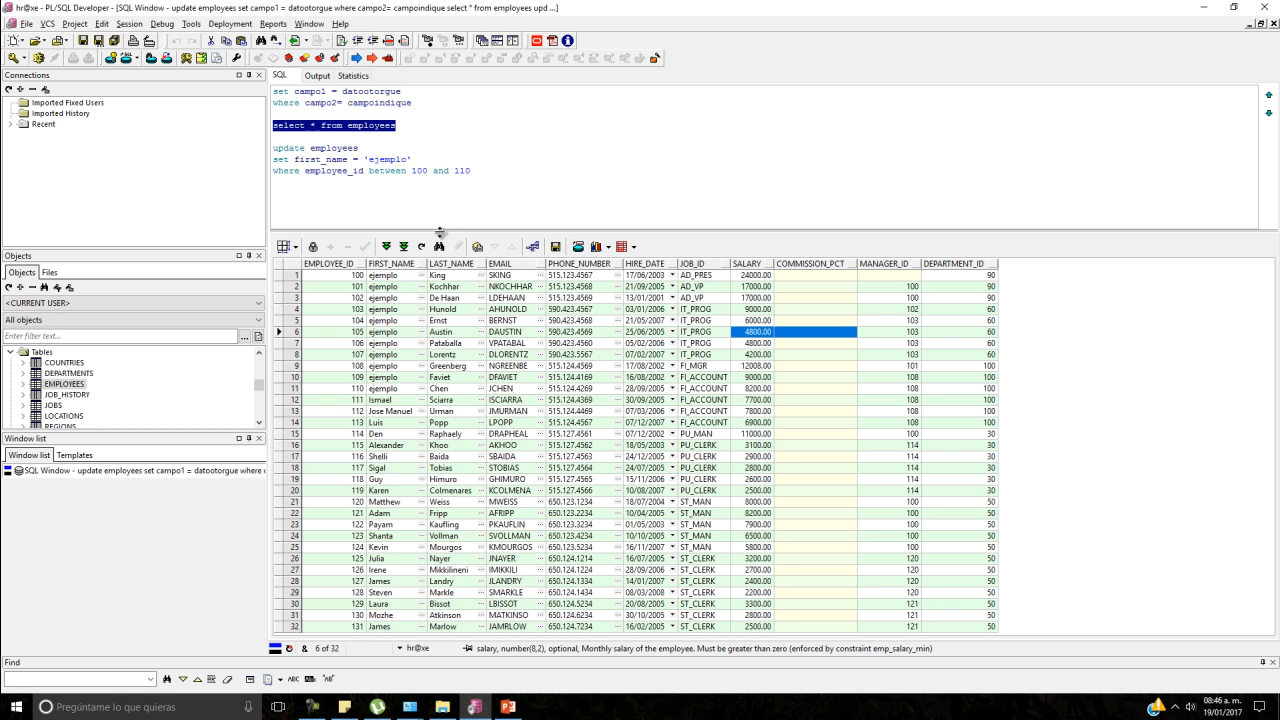 hr@xe - PL/SQL Developer - [SQL Window - update employees set campo1 = datootorgue where campo2= campoindique select * from employees upd ...]
File VCS Project Edit Session Debug Tools Deployment Reports Window Help
Connections
SQL Output Statistics
Imported Fixed Users
Imported History
Recent
set campo1 = datootorgue
where campo2= campoindique
select * from employees
update employees
set first_name = 'ejemplo'
where employee_id between 100 and 110
Objects
Objects Files
<CURRENT USER>
All objects
Enter filter text...
Tables
COUNTRIES
DEPARTMENTS
EMPLOYEES
JOB_HISTORY
JOBS
LOCATIONS
REGIONS
Window list
Window list Templates
SQL Window - update employees set campo1 = datootorgue where c
EMPLOYEE_ID FIRST_NAME LAST_NAME EMAIL PHONE_NUMBER HIRE_DATE JOB_ID SALARY COMMISSION_PCT MANAGER_ID DEPARTMENT_ID
1 100 ejemplo King SKING 515.123.4567 17/06/2003 AD_PRES 24000.00 90
2 101 ejemplo Kochhar NKOCHHAR 515.123.4568 21/09/2005 AD_VP 17000.00 100 90
3 102 ejemplo De Haan LDEHAAN 515.123.4569 13/01/2001 AD_VP 17000.00 100 90
4 103 ejemplo Hunold AHUNOLD 590.423.4567 03/01/2006 IT_PROG 9000.00 102 60
5 104 ejemplo Ernst BERNST 590.423.4568 21/05/2007 IT_PROG 6000.00 103 60
6 105 ejemplo Austin DAUSTIN 590.423.4569 25/06/2005 IT_PROG 4800.00 103 60
7 106 ejemplo Pataballa VPATABAL 590.423.4560 05/02/2006 IT_PROG 4800.00 103 60
8 107 ejemplo Lorentz DLORENTZ 590.423.5567 07/02/2007 IT_PROG 4200.00 103 60
9 108 ejemplo Greenberg NGREENBE 515.124.4569 17/08/2002 FI_MGR 12008.00 101 100
10 109 ejemplo Faviet DFAVIET 515.124.4169 16/08/2002 FI_ACCOUNT 9000.00 108 100
11 110 ejemplo Chen JCHEN 515.124.4269 28/09/2005 FI_ACCOUNT 8200.00 108 100
12 111 Ismael Sciarra ISCIARRA 515.124.4369 30/09/2005 FI_ACCOUNT 7700.00 108 100
13 112 Jose Manuel Urman JMURMAN 515.124.4469 07/03/2006 FI_ACCOUNT 7800.00 108 100
14 113 Luis Popp LPOPP 515.124.4567 07/12/2007 FI_ACCOUNT 6900.00 108 100
15 114 Den Raphaely DRAPHEAL 515.127.4561 07/12/2002 PU_MAN 11000.00 100 30
16 115 Alexander Khoo AKHOO 515.127.4562 18/05/2003 PU_CLERK 3100.00 114 30
17 116 Shelli Baida SBAIDA 515.127.4563 24/12/2005 PU_CLERK 2900.00 114 30
18 117 Sigal Tobias STOBIAS 515.127.4564 24/07/2005 PU_CLERK 2800.00 114 30
19 118 Guy Himuro GHIMURO 515.127.4565 15/11/2006 PU_CLERK 2600.00 114 30
20 119 Karen Colmenares KCOLMENA 515.127.4566 10/08/2007 PU_CLERK 2500.00 114 30
21 120 Matthew Weiss MWEISS 650.123.1234 18/07/2004 ST_MAN 8000.00 100 50
22 121 Adam Fripp AFRIPP 650.123.2234 10/04/2005 ST_MAN 8200.00 100 50
23 122 Payam Kaufling PKAUFLIN 650.123.3234 01/05/2003 ST_MAN 7900.00 100 50
24 123 Shanta Vollman SVOLLMAN 650.123.4234 10/10/2005 ST_MAN 6500.00 100 50
25 124 Kevin Mourgos KMOURGOS 650.123.5234 16/11/2007 ST_MAN 5800.00 100 50
26 125 Julia Nayer JNAYER 650.124.1214 16/07/2005 ST_CLERK 3200.00 120 50
27 126 Irene Mikkilineni IMIKKILI 650.124.1224 28/09/2006 ST_CLERK 2700.00 120 50
28 127 James Landry JLANDRY 650.124.1334 14/01/2007 ST_CLERK 2400.00 120 50
29 128 Steven Markle SMARKLE 650.124.1434 08/03/2008 ST_CLERK 2200.00 120 50
30 129 Laura Bissot LBISSOT 650.124.5234 20/08/2005 ST_CLERK 3300.00 121 50
31 130 Mozhe Atkinson MATKINSO 650.124.6234 30/10/2005 ST_CLERK 2800.00 121 50
32 131 James Marlow JAMRLOW 650.124.7234 16/02/2005 ST_CLERK 2500.00 121 50
& 6 of 32 hr@xe salary, number(8,2), optional, Monthly salary of the employee. Must be greater than zero (enforced by constraint emp_salary_min)
Find
ABC "AB"
Pregúntame lo que quieras
08:46 a. m.
19/01/2017